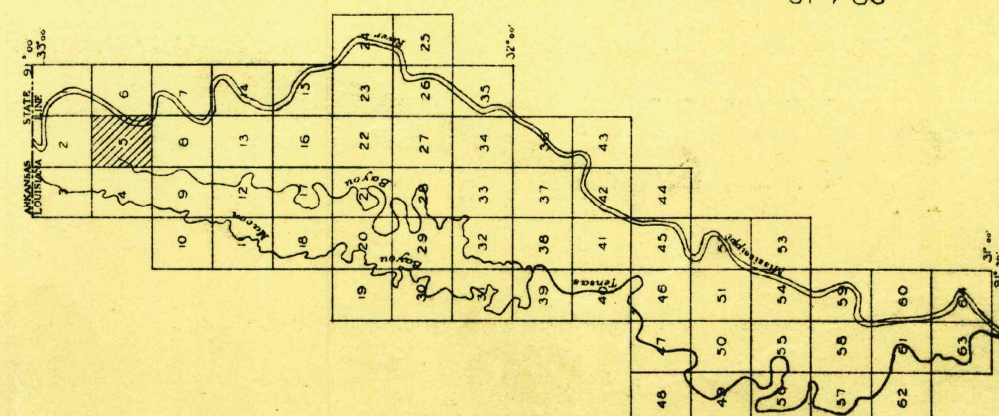 ARKANSAS STATE 91°00'
LOUISIANA LINE 33°00'
3 2
4 5 6
10 9 8 7
Macon 12 13 14
18 17 16 15
19 20 21 Bayou 22 23 24 River
Bayou
30 29 28 27 26 25
31 32 33 34 35 32°00'
39 38 37 36
Tensas 40 41 42 43
48 47 46 45 44
49 50 51 52
Mississippi
56 55 54 53
57 58 59
62 61 60
63 64
31°00'